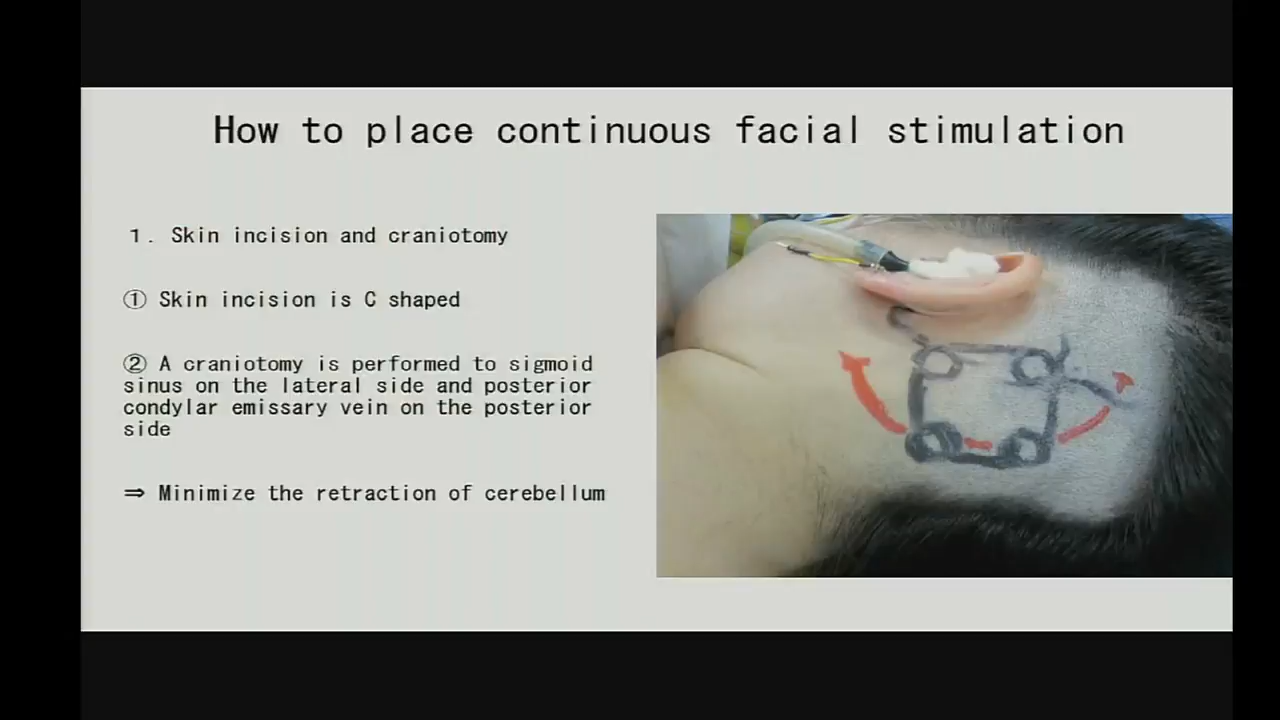 How to place continuous facial stimulation
1. Skin incision and craniotomy
① Skin incision is C shaped
② A craniotomy is performed to sigmoid
sinus on the lateral side and posterior
condylar emissary vein on the posterior
side
⇒ Minimize the retraction of cerebellum